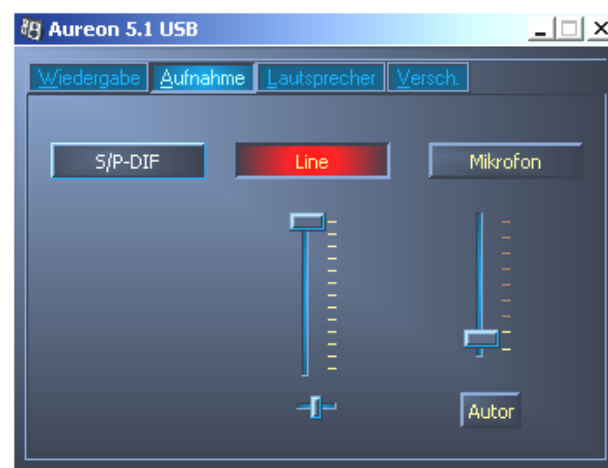 Aureon 5.1 USB
Wiedergabe Aufnahme Lautsprecher Versch.
S/P-DIF Line Mikrofon
Autor